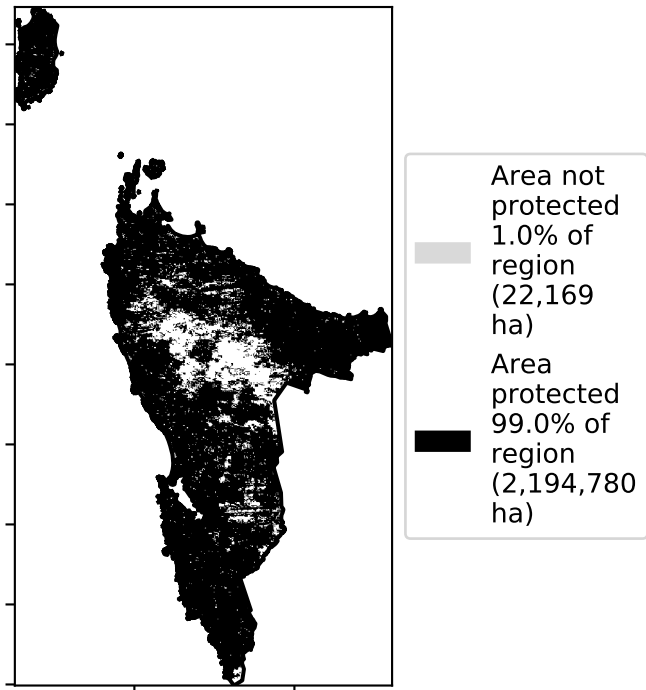 Area not
protected
1.0% of
region
(22,169
ha)
Area
protected
99.0% of
region
(2,194,780
ha)